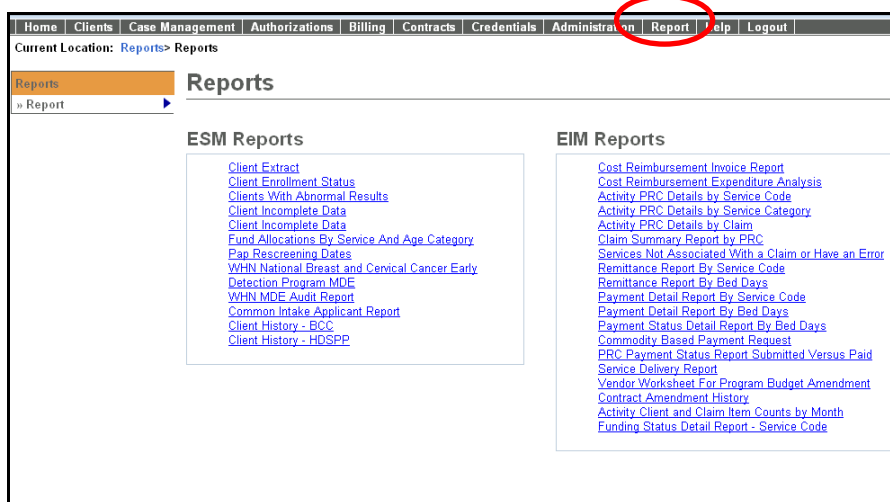 Home | Clients | Case Management | Authorizations | Billing | Contracts | Credentials | Administration | Report | Help | Logout
Current Location: Reports> Reports
Reports
» Report
Reports
ESM Reports
Client Extract
Client Enrollment Status
Clients With Abnormal Results
Client Incomplete Data
Client Incomplete Data
Fund Allocations By Service And Age Category
Pap Rescreening Dates
WHN National Breast and Cervical Cancer Early
Detection Program MDE
WHN MDE Audit Report
Common Intake Applicant Report
Client History - BCC
Client History - HDSPP
EIM Reports
Cost Reimbursement Invoice Report
Cost Reimbursement Expenditure Analysis
Activity PRC Details by Service Code
Activity PRC Details by Service Category
Activity PRC Details by Claim
Claim Summary Report by PRC
Services Not Associated With a Claim or Have an Error
Remittance Report By Service Code
Remittance Report By Bed Days
Payment Detail Report By Service Code
Payment Detail Report By Bed Days
Payment Status Detail Report By Bed Days
Commodity Based Payment Request
PRC Payment Status Report Submitted Versus Paid
Service Delivery Report
Vendor Worksheet For Program Budget Amendment
Contract Amendment History
Activity Client and Claim Item Counts by Month
Funding Status Detail Report - Service Code